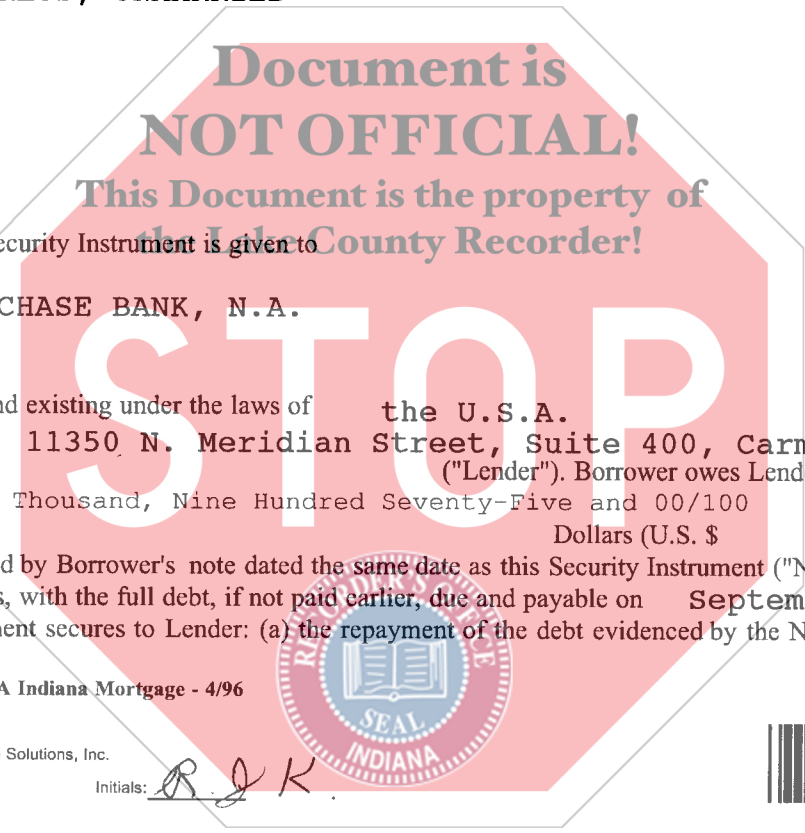 Document is
NOT OFFICIAL!
This Document is the property of
the Lake County Recorder!
ecurity Instrument is given to
CHASE BANK, N.A.
STOP
nd existing under the laws of the U.S.A.
11350 N. Meridian Street, Suite 400, Carm
("Lender"). Borrower owes Lend
Thousand, Nine Hundred Seventy-Five and 00/100
Dollars (U.S. $
d by Borrower's note dated the same date as this Security Instrument ("N
s, with the full debt, if not paid earlier, due and payable on Septem
ent secures to Lender: (a) the repayment of the debt evidenced by the N
RECORDER'S OFFICE
SEAL
INDIANA
A Indiana Mortgage - 4/96
Solutions, Inc.
Initials: R. J K.